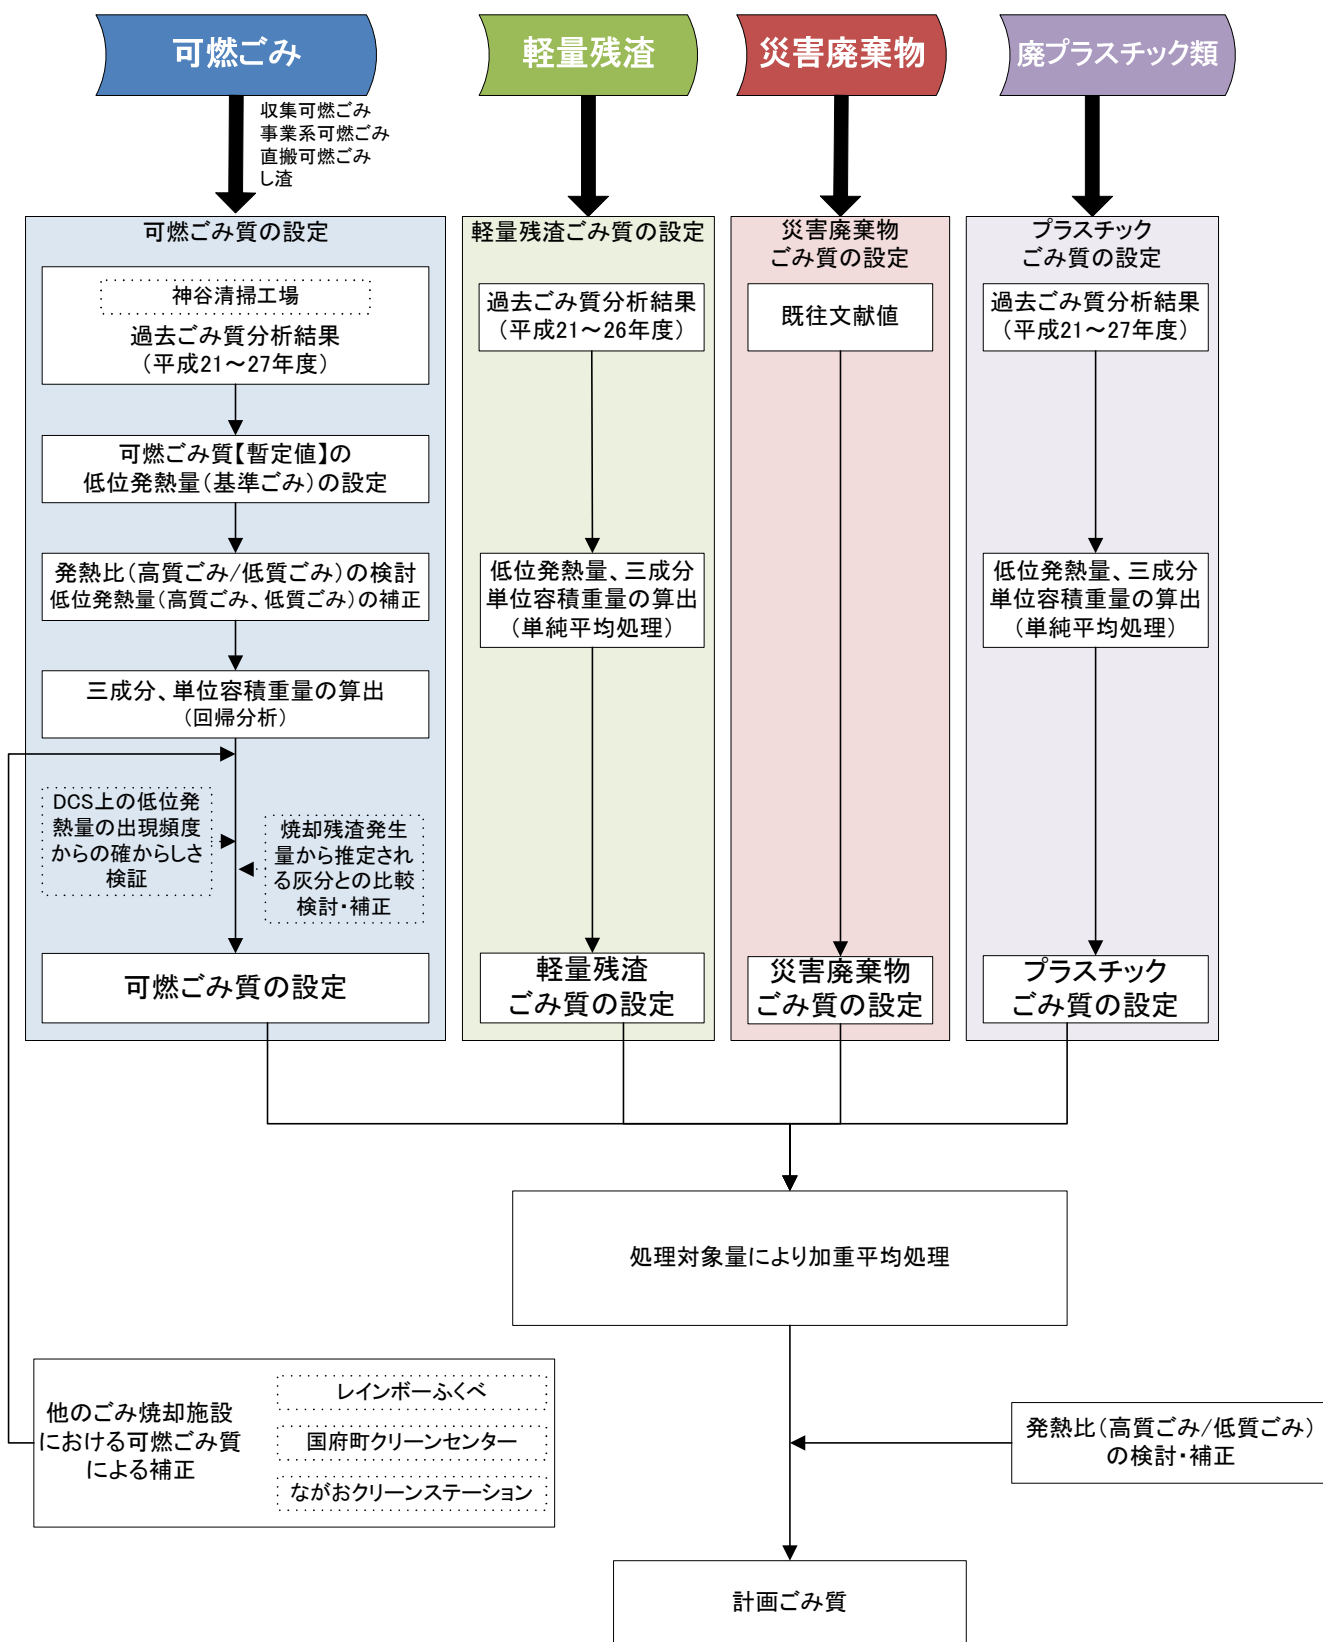 可燃ごみ
軽量残渣
災害廃棄物
廃プラスチック類
収集可燃ごみ
事業系可燃ごみ
直搬可燃ごみ
し渣
可燃ごみ質の設定
神谷清掃工場
過去ごみ質分析結果
（平成21～27年度）
可燃ごみ質【暫定値】の
低位発熱量（基準ごみ）の設定
発熱比（高質ごみ/低質ごみ）の検討
低位発熱量（高質ごみ、低質ごみ）の補正
三成分、単位容積重量の算出
（回帰分析）
DCS上の低位発
熱量の出現頻度
からの確からしさ
検証
焼却残渣発生
量から推定され
る灰分との比較
検討・補正
可燃ごみ質の設定
軽量残渣ごみ質の設定
過去ごみ質分析結果
（平成21～26年度）
低位発熱量、三成分
単位容積重量の算出
（単純平均処理）
軽量残渣
ごみ質の設定
災害廃棄物
ごみ質の設定
既往文献値
災害廃棄物
ごみ質の設定
プラスチック
ごみ質の設定
過去ごみ質分析結果
（平成21～27年度）
低位発熱量、三成分
単位容積重量の算出
（単純平均処理）
プラスチック
ごみ質の設定
処理対象量により加重平均処理
他のごみ焼却施設
における可燃ごみ質
による補正
レインボーふくべ
国府町クリーンセンター
ながおクリーンステーション
発熱比（高質ごみ/低質ごみ）
の検討・補正
計画ごみ質